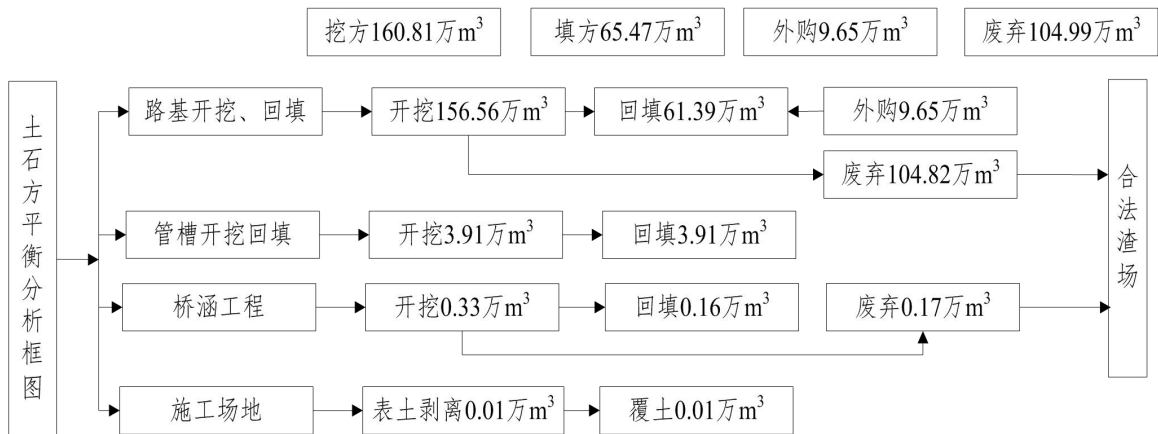 挖方160.81万m³
填方65.47万m³
外购9.65万m³
废弃104.99万m³
土石方平衡分析框图
路基开挖、回填
开挖156.56万m³
回填61.39万m³
外购9.65万m³
废弃104.82万m³
管槽开挖回填
开挖3.91万m³
回填3.91万m³
桥涵工程
开挖0.33万m³
回填0.16万m³
废弃0.17万m³
施工场地
表土剥离0.01万m³
覆土0.01万m³
合法渣场